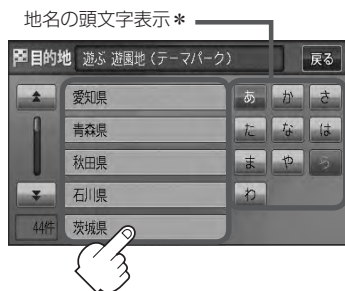 地名の頭文字表示＊
目的地 遊ぶ 遊園地（テーマパーク） 戻る
愛知県 あ か さ
青森県 た な は
秋田県 ま や ら
石川県 わ
44件 茨城県